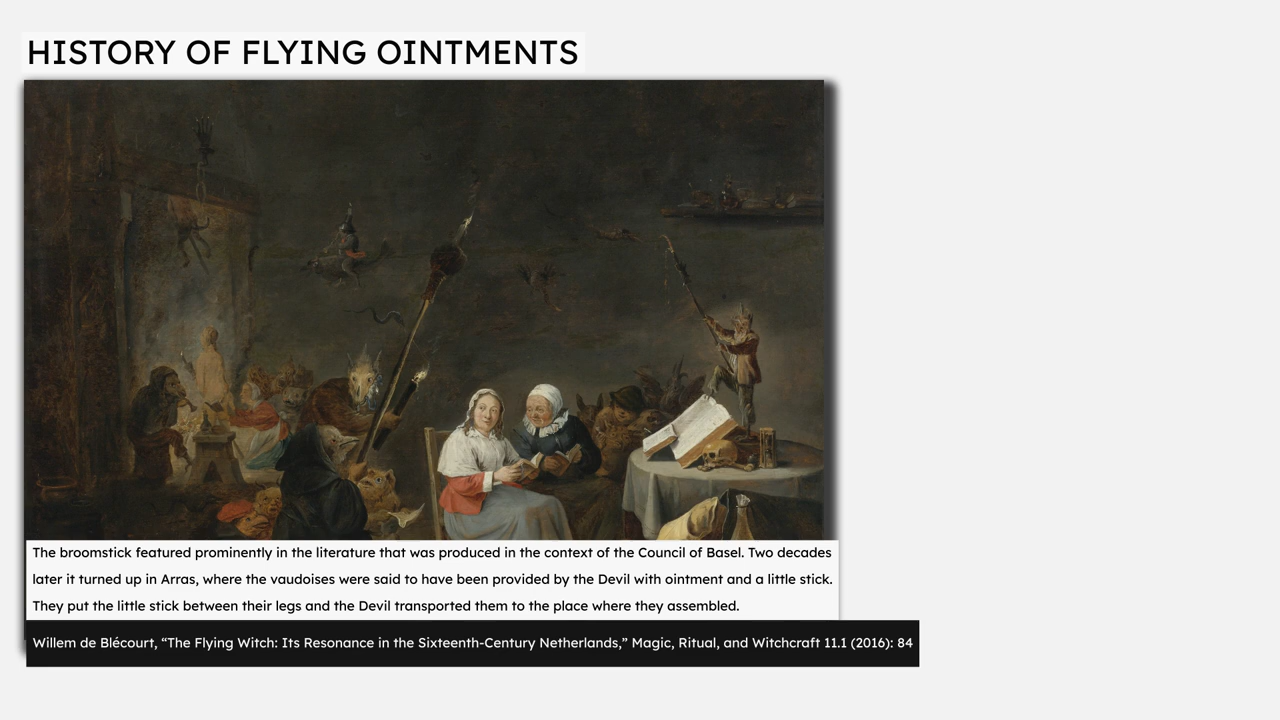 HISTORY OF FLYING OINTMENTS
The broomstick featured prominently in the literature that was produced in the context of the Council of Basel. Two decades
later it turned up in Arras, where the vaudoises were said to have been provided by the Devil with ointment and a little stick.
They put the little stick between their legs and the Devil transported them to the place where they assembled.
Willem de Blécourt, “The Flying Witch: Its Resonance in the Sixteenth-Century Netherlands,” Magic, Ritual, and Witchcraft 11.1 (2016): 84